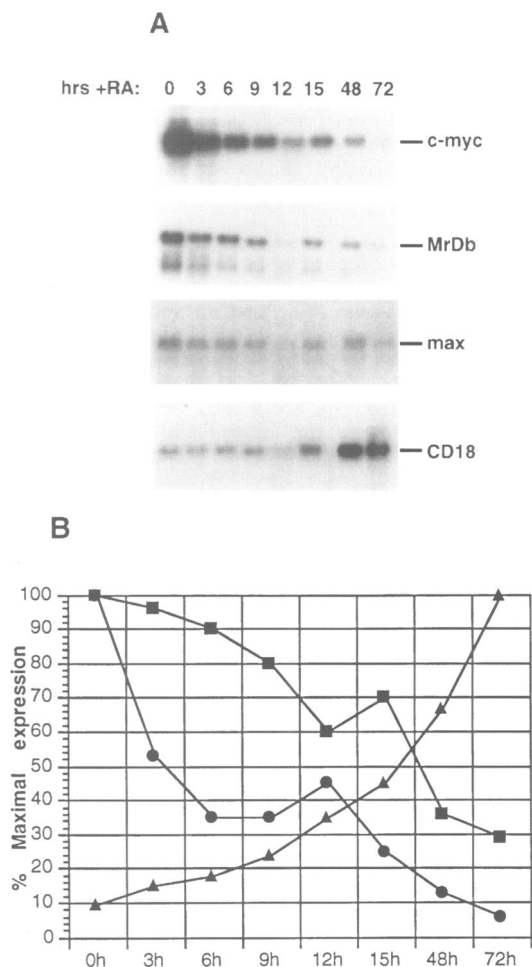 A
hrs +RA: 0 3 6 9 12 15 48 72
c-myc
MrDb
max
CD18
B
% Maximal expression
100
90
80
70
60
50
40
30
20
10
0
0h 3h 6h 9h 12h 15h 48h 72h